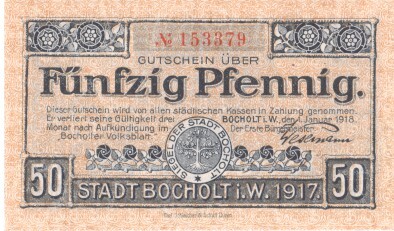 № 153379
GUTSCHEIN ÜBER
Fünfzig Pfennig.
Dieser Gutschein wird von allen städtischen Kassen in Zahlung genommen.
Er verliert seine Gültigkeit drei
Monat nach Aufkündigung im
Bocholter Volksblatt.
BOCHOLT i.W., den 1. Januar 1918.
Der Erste Bürgermeister
SIEGEL DER STADT BOCHOLT
50
50
STADT BOCHOLT i.W. 1917.